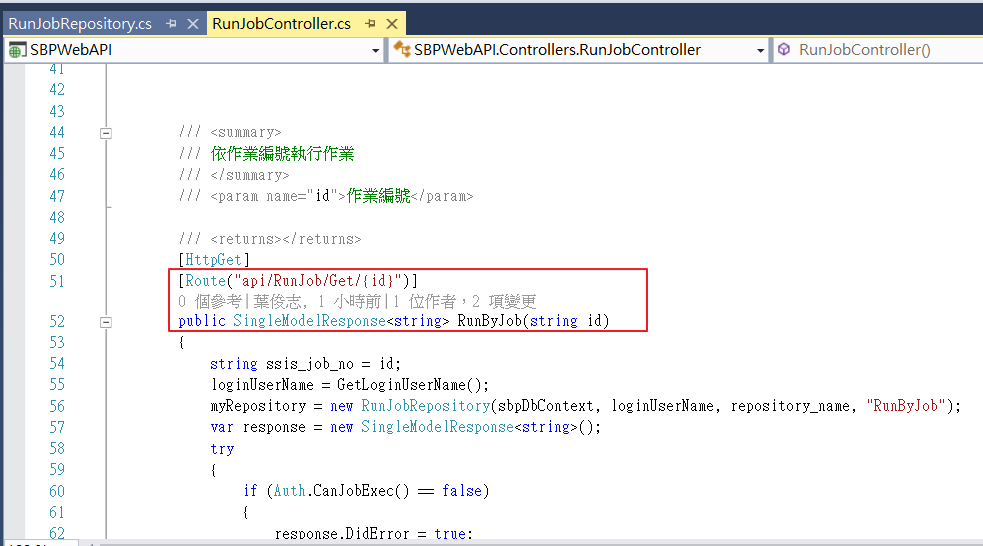 RunJobRepository.cs RunJobController.cs
SBPWebAPI SBPWebAPI.Controllers.RunJobController RunJobController()
41
42
43
44 /// <summary>
45 /// 依作業編號執行作業
46 /// </summary>
47 /// <param name="id">作業編號</param>
48
49 /// <returns></returns>
50 [HttpGet]
51 [Route("api/RunJob/Get/{id}")]
0 個參考|葉俊志, 1 小時前|1 位作者，2 項變更
52 public SingleModelResponse<string> RunByJob(string id)
53 {
54 string ssis_job_no = id;
55 loginUserName = GetLoginUserName();
56 myRepository = new RunJobRepository(sbpDbContext, loginUserName, repository_name, "RunByJob");
57 var response = new SingleModelResponse<string>();
58 try
59 {
60 if (Auth.CanJobExec() == false)
61 {
62 response.DidError = true;